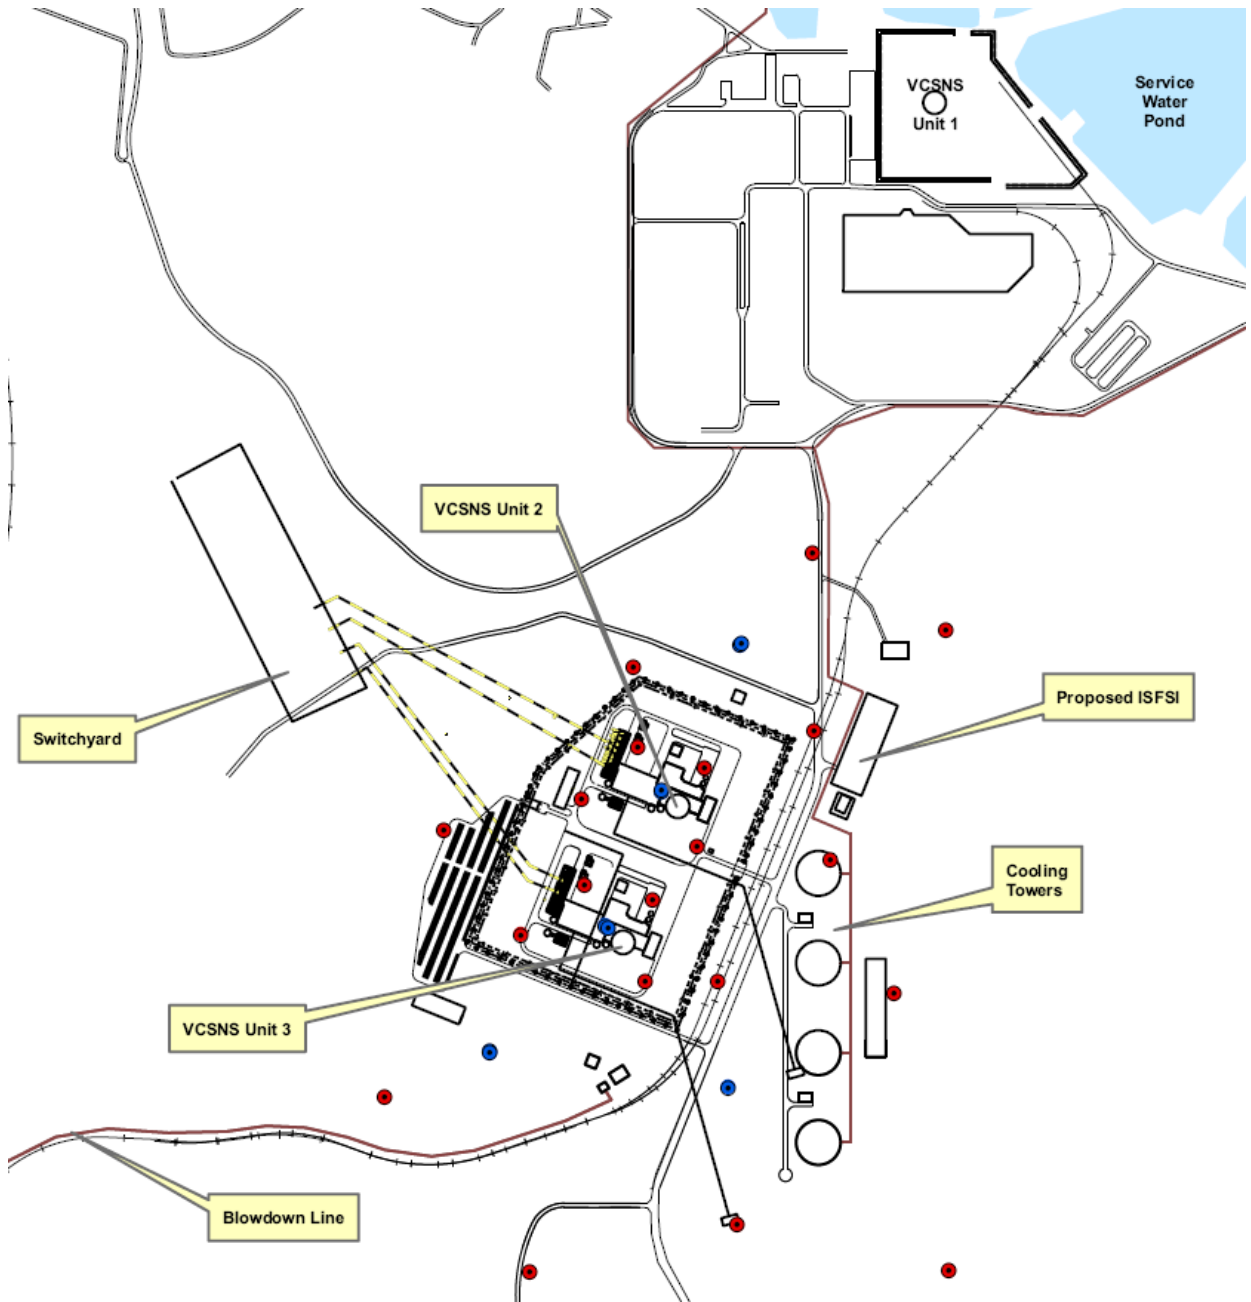 VCSNS
Unit 1
Service
Water
Pond
VCSNS Unit 2
Proposed ISFSI
Switchyard
Cooling
Towers
VCSNS Unit 3
Blowdown Line